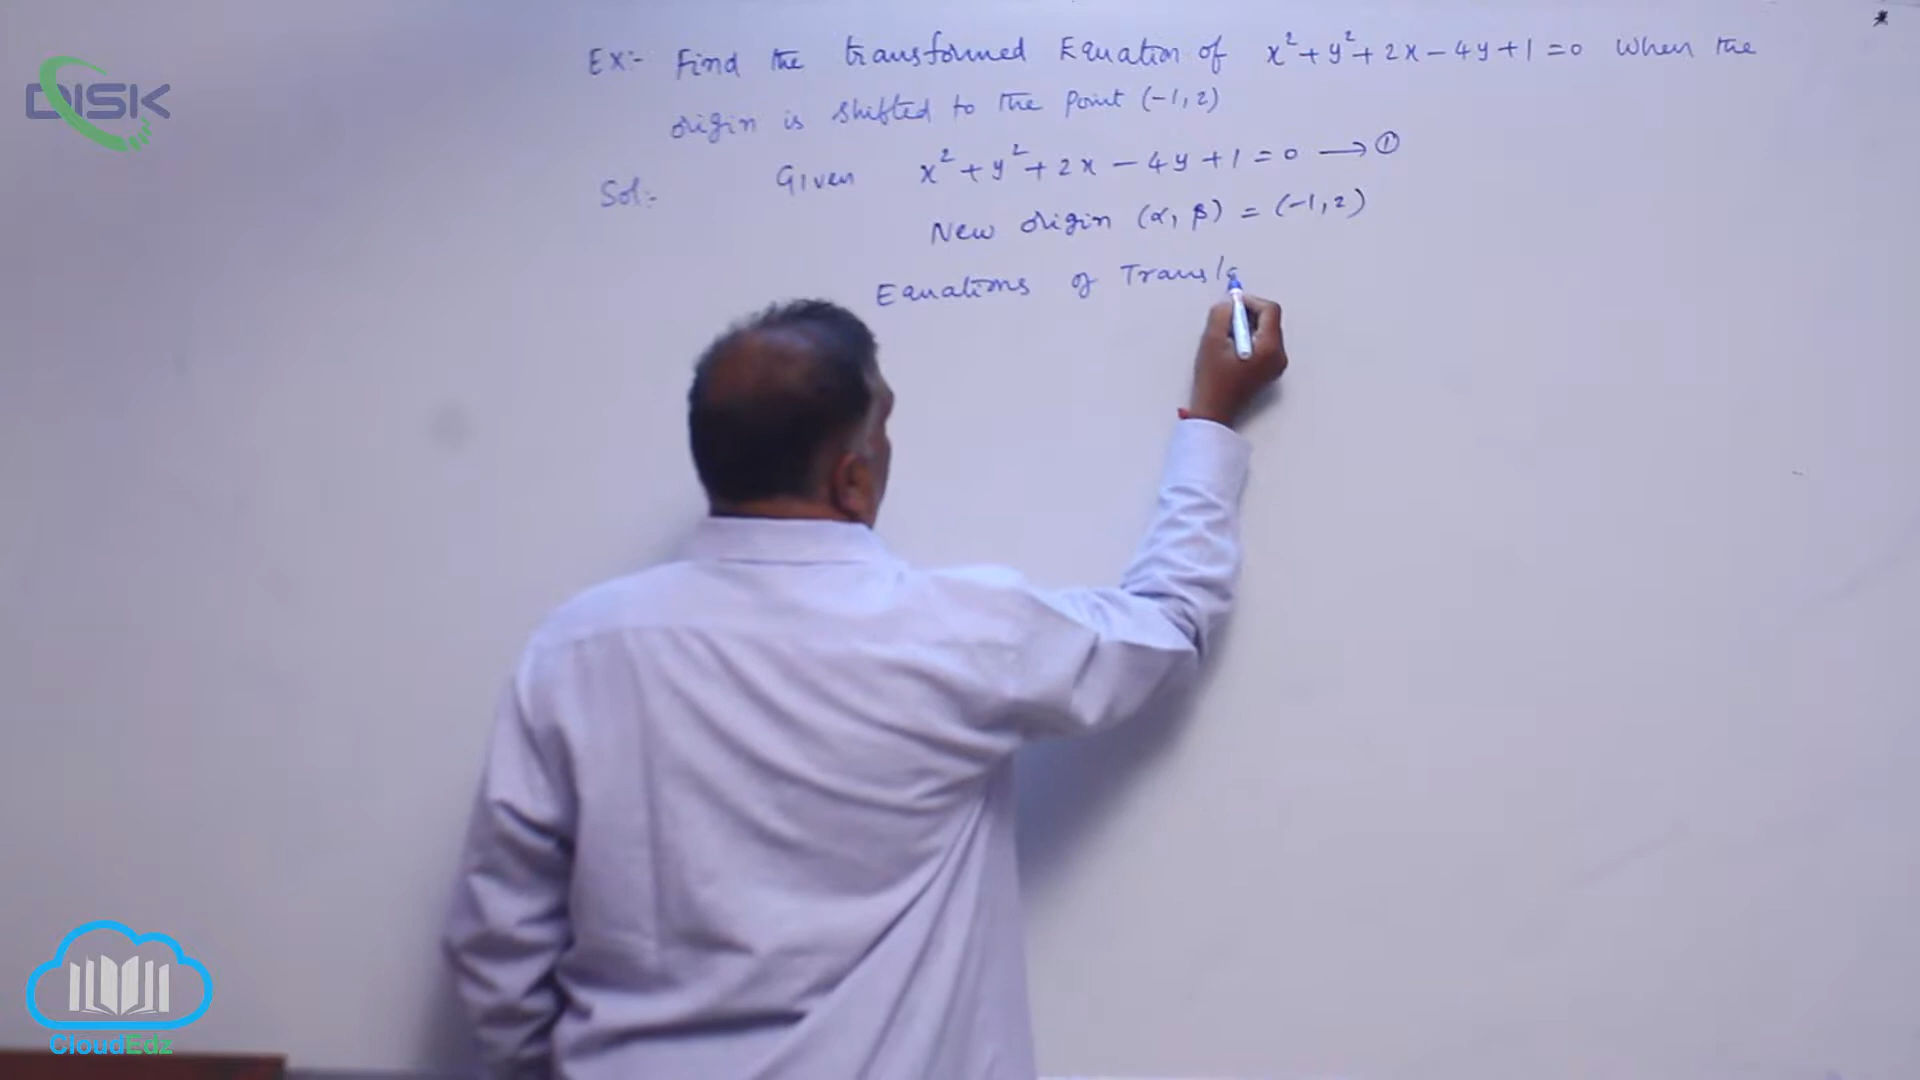 DISK
Ex:- Find the transformed Equation of x²+y²+2x-4y+1=0 when the
origin is shifted to the point (-1,2)
Sol:- Given x²+y²+2x-4y+1=0 → ①
New origin (α, β) = (-1,2)
Equations of Transla
CloudEdz